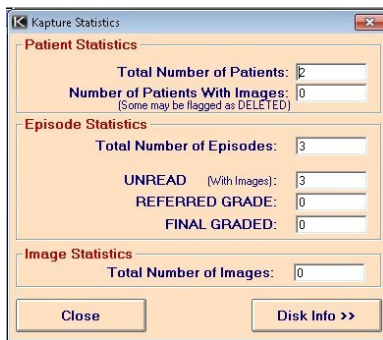 Kapture Statistics
Patient Statistics
Total Number of Patients: 2
Number of Patients With Images: 0
(Some may be flagged as DELETED)
Episode Statistics
Total Number of Episodes: 3
UNREAD (With Images): 3
REFERRED GRADE: 0
FINAL GRADED: 0
Image Statistics
Total Number of Images: 0
Close Disk Info >>